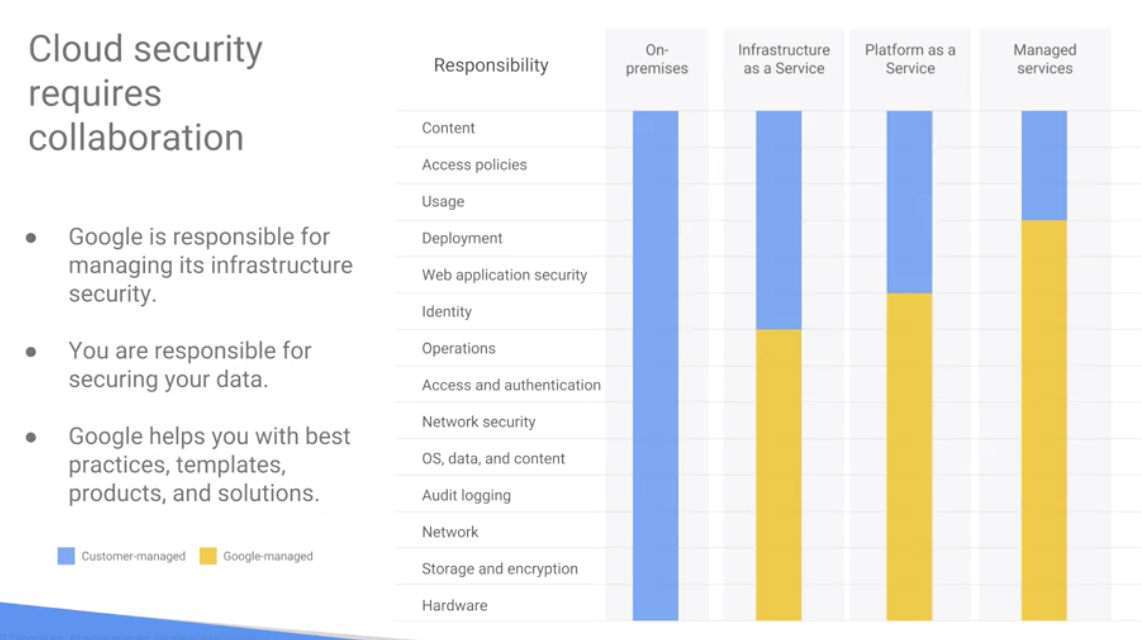 Cloud security
requires
collaboration
● Google is responsible for
managing its infrastructure
security.
● You are responsible for
securing your data.
● Google helps you with best
practices, templates,
products, and solutions.
Customer-managed Google-managed
Responsibility
On-
premises
Infrastructure
as a Service
Platform as a
Service
Managed
services
Content
Access policies
Usage
Deployment
Web application security
Identity
Operations
Access and authentication
Network security
OS, data, and content
Audit logging
Network
Storage and encryption
Hardware